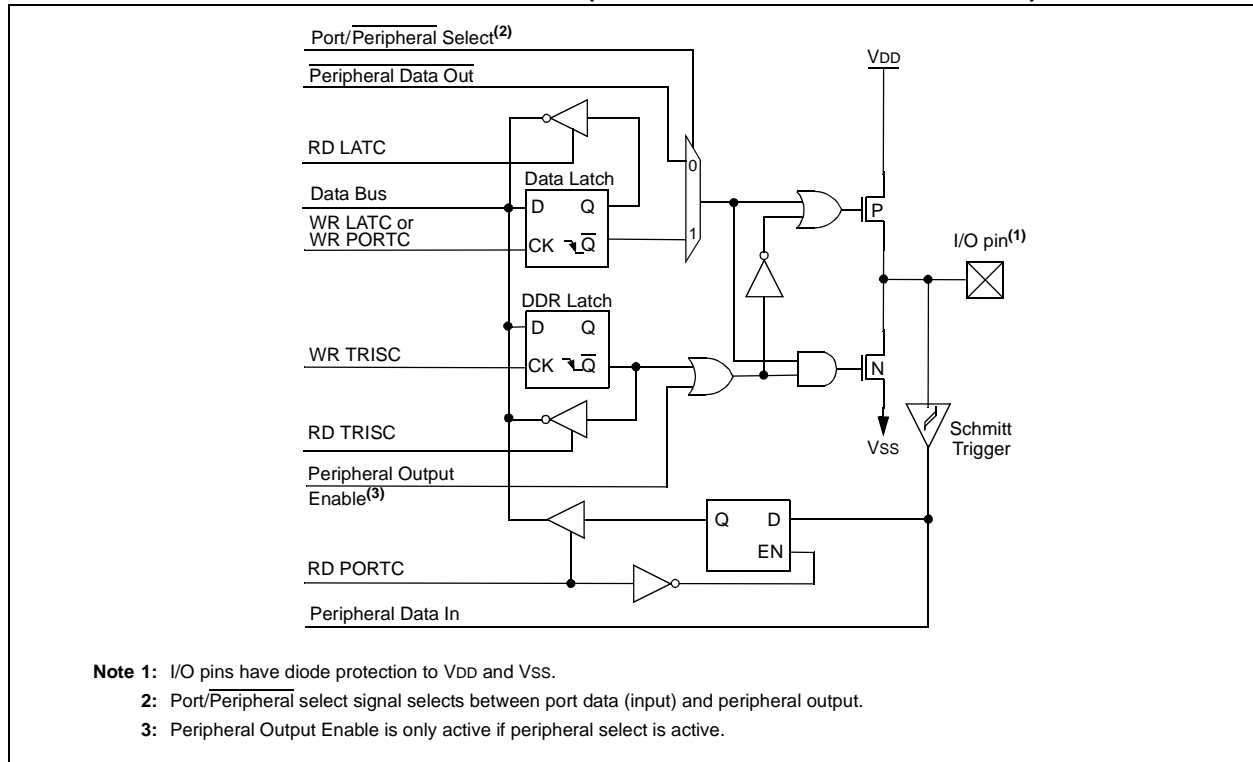 Port/Peripheral Select(2)
VDD
Peripheral Data Out
RD LATC
0
Data Latch
Data Bus
D Q
P
WR LATC or
WR PORTC
CK Q
1
I/O pin(1)
DDR Latch
D Q
WR TRISC
CK Q
N
RD TRISC
VSS
Schmitt
Trigger
Peripheral Output
Enable(3)
Q D
EN
RD PORTC
Peripheral Data In
Note 1: I/O pins have diode protection to VDD and VSS.
2: Port/Peripheral select signal selects between port data (input) and peripheral output.
3: Peripheral Output Enable is only active if peripheral select is active.